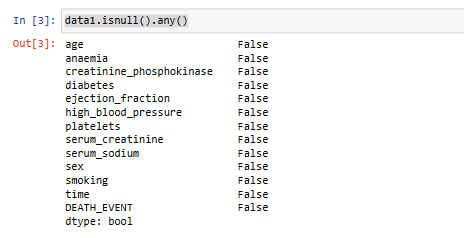 In [3]: data1.isnull().any()
Out[3]: age False
anaemia False
creatinine_phosphokinase False
diabetes False
ejection_fraction False
high_blood_pressure False
platelets False
serum_creatinine False
serum_sodium False
sex False
smoking False
time False
DEATH_EVENT False
dtype: bool